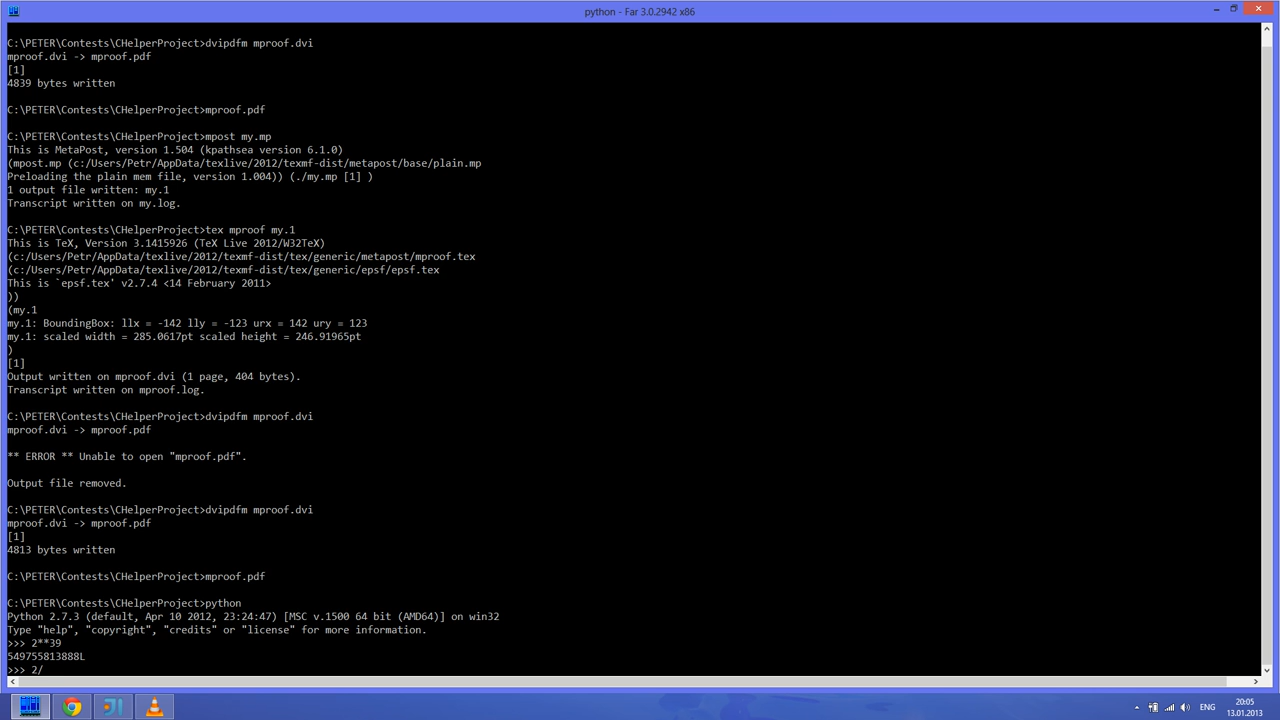 python - Far 3.0.2942 x86
C:\PETER\Contests\CHelperProject>dvipdfm mproof.dvi
mproof.dvi -> mproof.pdf
[1]
4839 bytes written
C:\PETER\Contests\CHelperProject>mproof.pdf
C:\PETER\Contests\CHelperProject>mpost my.mp
This is MetaPost, version 1.504 (kpathsea version 6.1.0)
(mpost.mp (c:/Users/Petr/AppData/texlive/2012/texmf-dist/metapost/base/plain.mp
Preloading the plain mem file, version 1.004)) (./my.mp [1] )
1 output file written: my.1
Transcript written on my.log.
C:\PETER\Contests\CHelperProject>tex mproof my.1
This is TeX, Version 3.1415926 (TeX Live 2012/W32TeX)
(c:/Users/Petr/AppData/texlive/2012/texmf-dist/tex/generic/metapost/mproof.tex
(c:/Users/Petr/AppData/texlive/2012/texmf-dist/tex/generic/epsf/epsf.tex
This is `epsf.tex' v2.7.4 <14 February 2011>
))
(my.1
my.1: BoundingBox: llx = -142 lly = -123 urx = 142 ury = 123
my.1: scaled width = 285.0617pt scaled height = 246.91965pt
)
[1]
Output written on mproof.dvi (1 page, 404 bytes).
Transcript written on mproof.log.
C:\PETER\Contests\CHelperProject>dvipdfm mproof.dvi
mproof.dvi -> mproof.pdf
** ERROR ** Unable to open "mproof.pdf".
Output file removed.
C:\PETER\Contests\CHelperProject>dvipdfm mproof.dvi
mproof.dvi -> mproof.pdf
[1]
4813 bytes written
C:\PETER\Contests\CHelperProject>mproof.pdf
C:\PETER\Contests\CHelperProject>python
Python 2.7.3 (default, Apr 10 2012, 23:24:47) [MSC v.1500 64 bit (AMD64)] on win32
Type "help", "copyright", "credits" or "license" for more information.
>>> 2**39
549755813888L
>>> 2/
ENG
20:05
13.01.2013